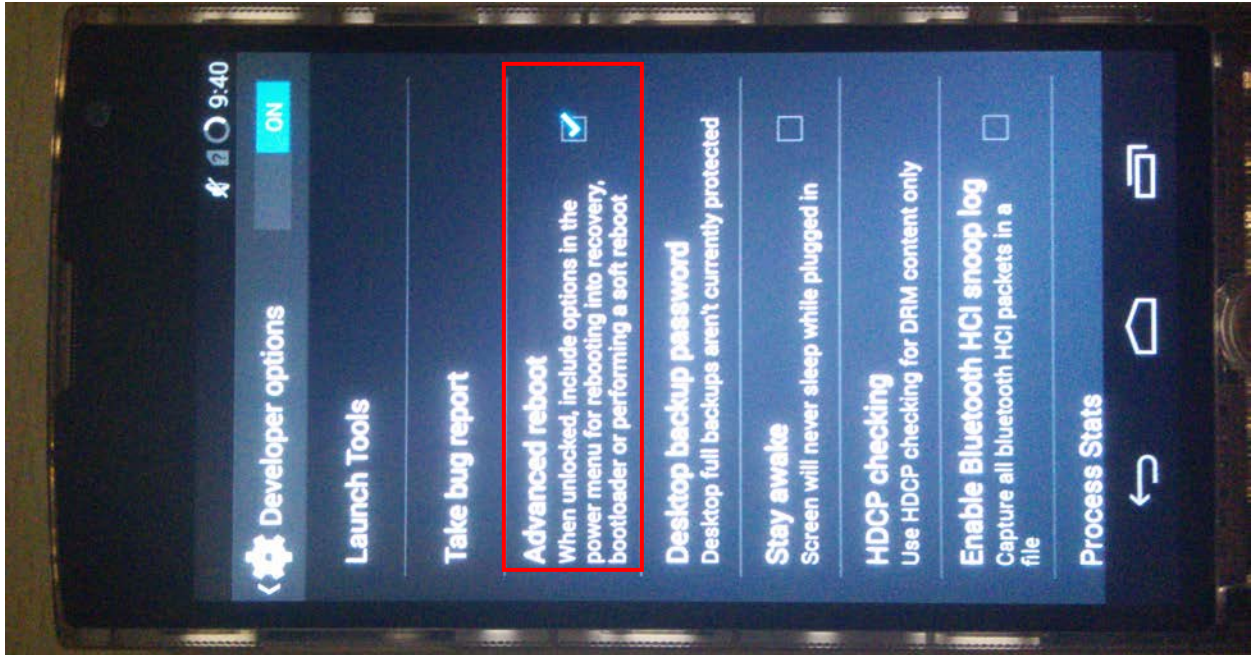 9:40
Developer options
ON
Launch Tools
Take bug report
Advanced reboot
When unlocked, include options in the
power menu for rebooting into recovery,
bootloader or performing a soft reboot
Desktop backup password
Desktop full backups aren't currently protected
Stay awake
Screen will never sleep while plugged in
HDCP checking
Use HDCP checking for DRM content only
Enable Bluetooth HCI snoop log
Capture all bluetooth HCI packets in a
file
Process Stats